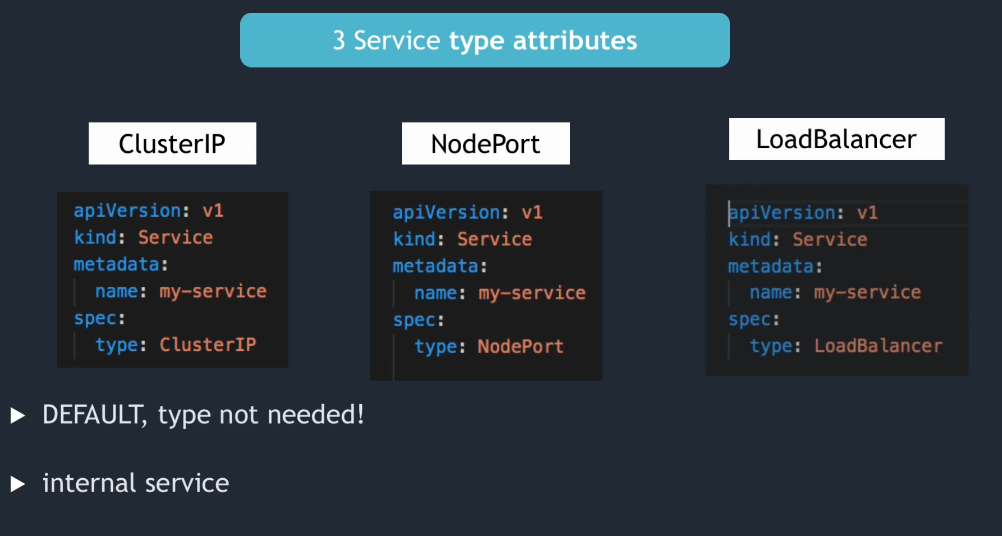 3 Service type attributes
ClusterIP
apiVersion: v1
kind: Service
metadata:
name: my-service
spec:
type: ClusterIP
NodePort
apiVersion: v1
kind: Service
metadata:
name: my-service
spec:
type: NodePort
LoadBalancer
apiVersion: v1
kind: Service
metadata:
name: my-service
spec:
type: LoadBalancer
DEFAULT, type not needed!
internal service